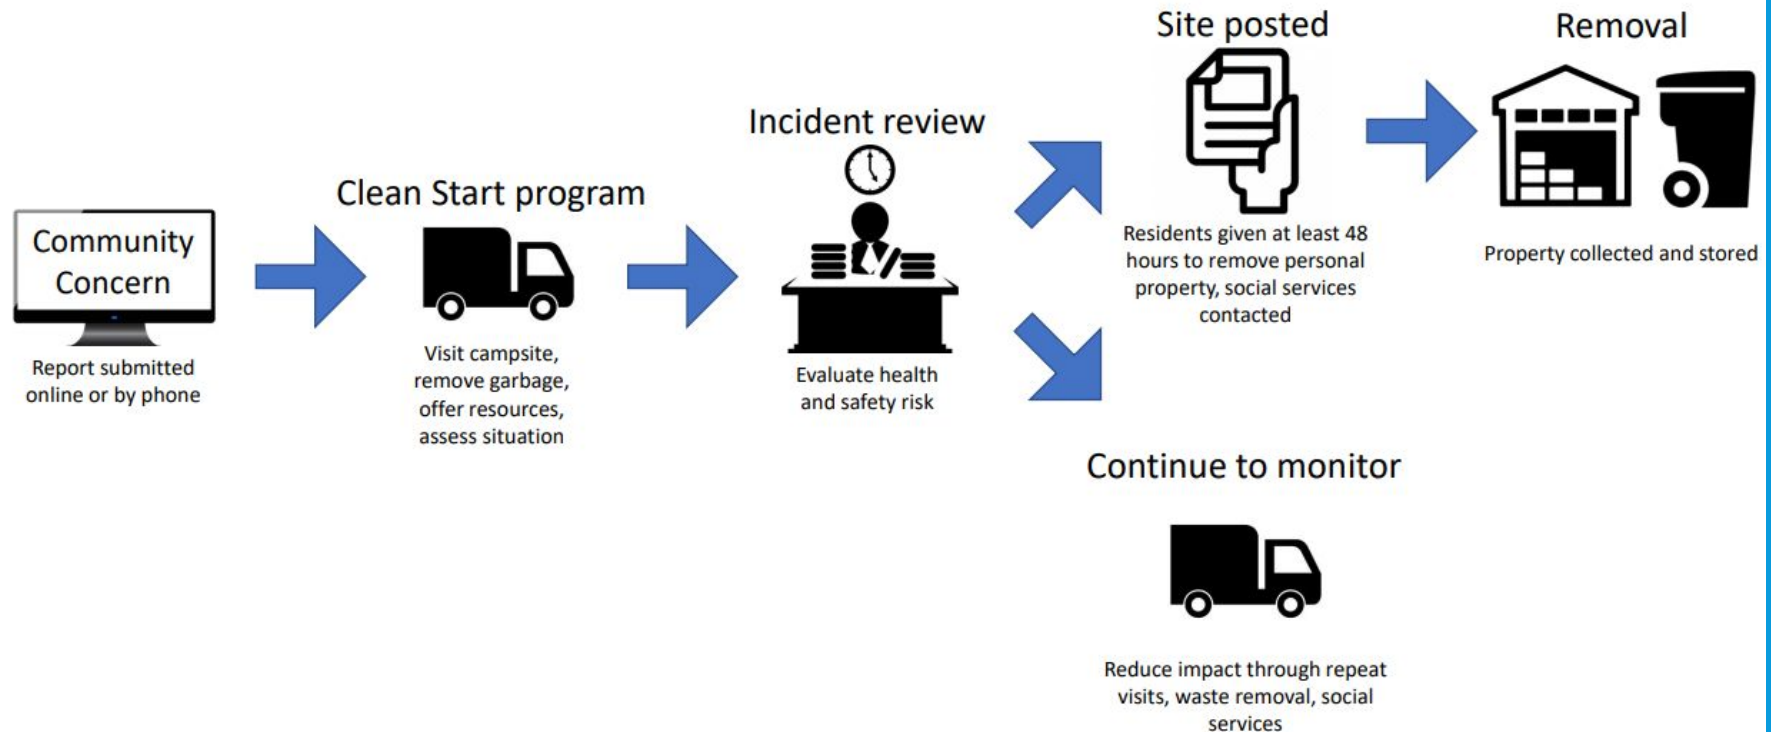 Community
Concern
Report submitted
online or by phone
Clean Start program
Visit campsite,
remove garbage,
offer resources,
assess situation
Incident review
Evaluate health
and safety risk
Site posted
Residents given at least 48
hours to remove personal
property, social services
contacted
Removal
Property collected and stored
Continue to monitor
Reduce impact through repeat
visits, waste removal, social
services